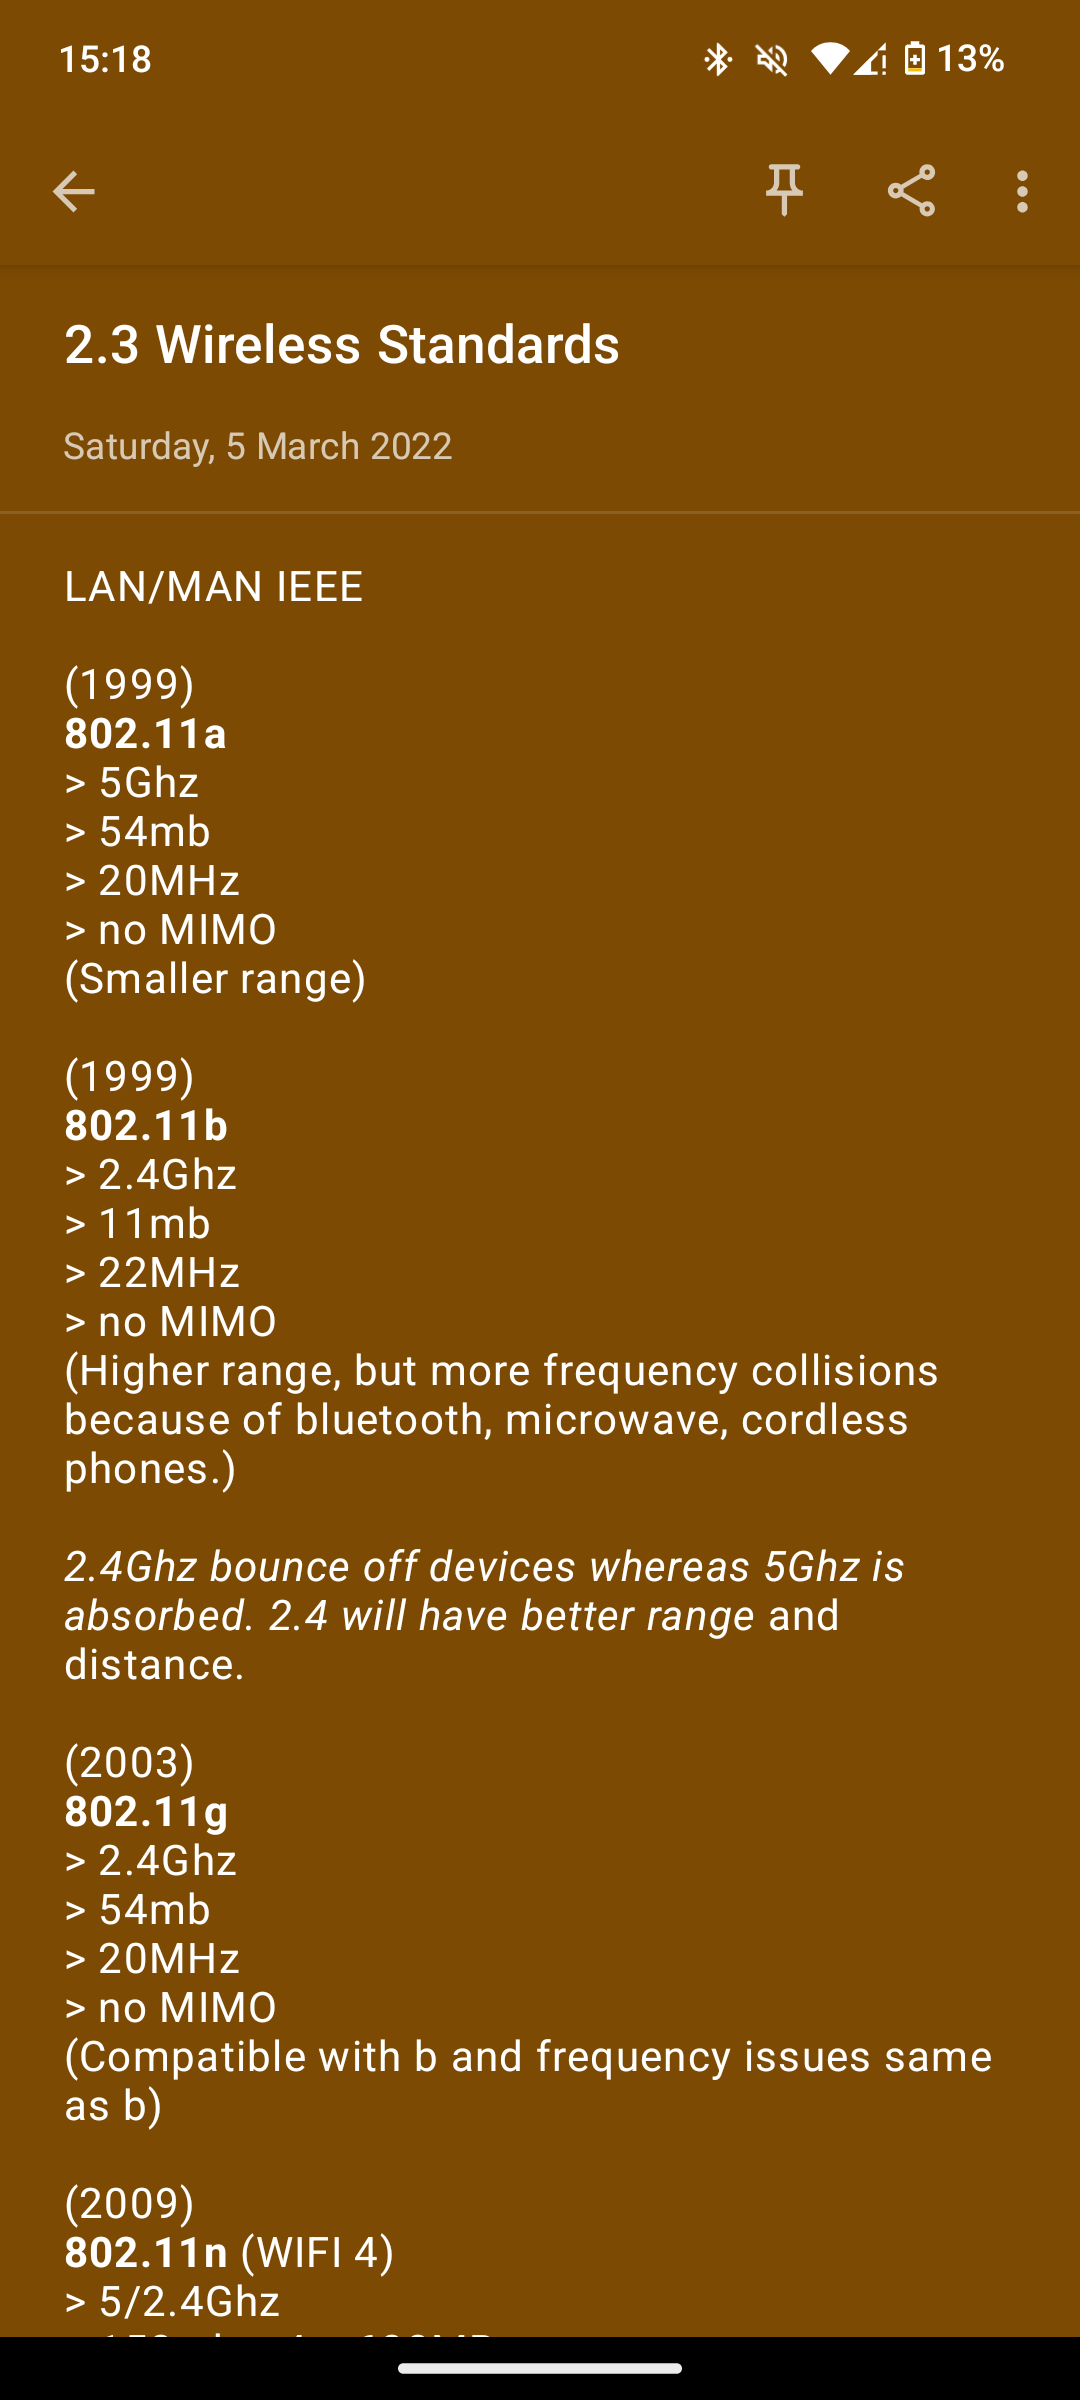 15:18
13%
2.3 Wireless Standards
Saturday, 5 March 2022
LAN/MAN IEEE
(1999)
802.11a
> 5Ghz
> 54mb
> 20MHz
> no MIMO
(Smaller range)
(1999)
802.11b
> 2.4Ghz
> 11mb
> 22MHz
> no MIMO
(Higher range, but more frequency collisions
because of bluetooth, microwave, cordless
phones.)
2.4Ghz bounce off devices whereas 5Ghz is
absorbed. 2.4 will have better range and
distance.
(2003)
802.11g
> 2.4Ghz
> 54mb
> 20MHz
> no MIMO
(Compatible with b and frequency issues same
as b)
(2009)
802.11n (WIFI 4)
> 5/2.4Ghz